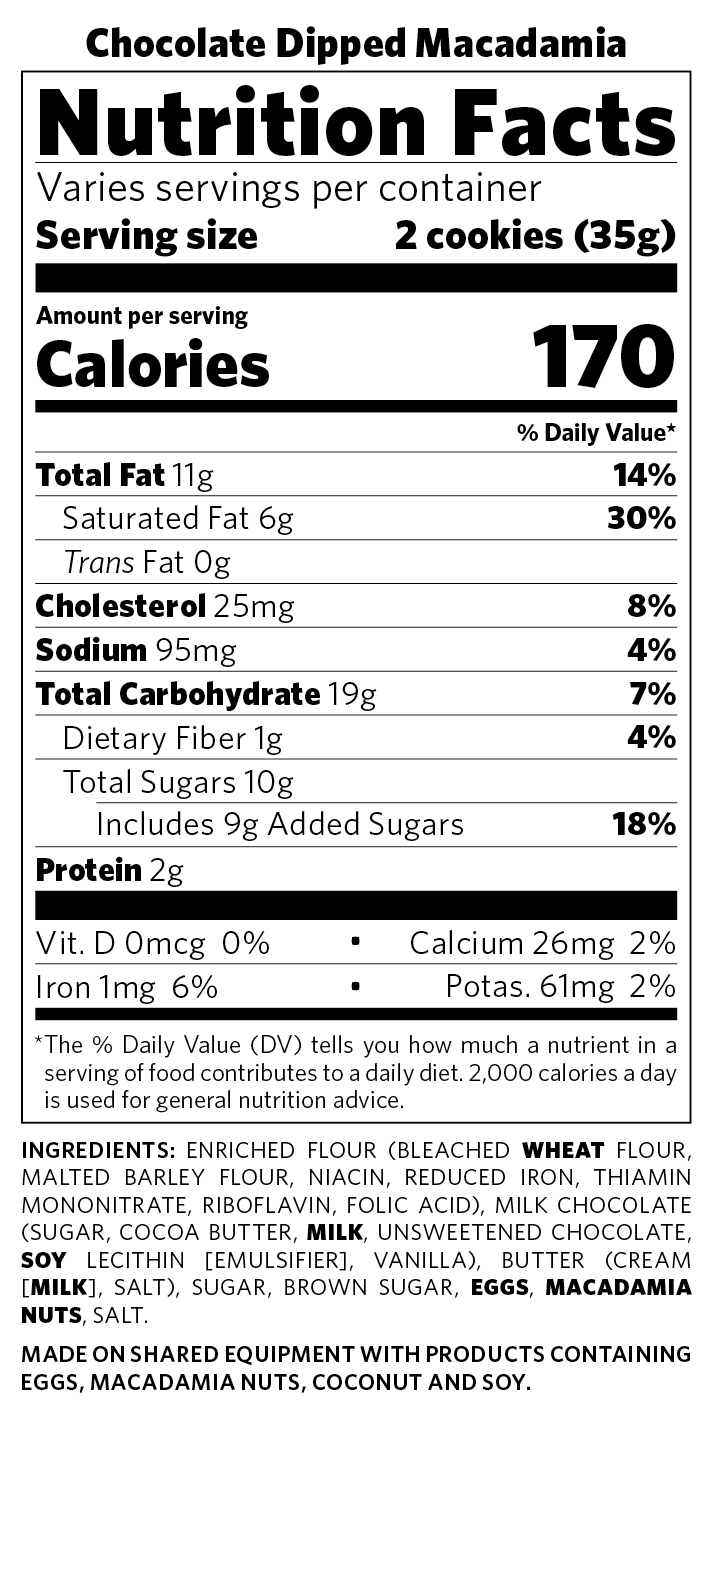 Chocolate Dipped Macadamia
Nutrition Facts
Varies servings per container
Serving size 2 cookies (35g)
Amount per serving
Calories 170
% Daily Value*
Total Fat 11g 14%
Saturated Fat 6g 30%
Trans Fat 0g
Cholesterol 25mg 8%
Sodium 95mg 4%
Total Carbohydrate 19g 7%
Dietary Fiber 1g 4%
Total Sugars 10g
Includes 9g Added Sugars 18%
Protein 2g
Vit. D 0mcg 0% • Calcium 26mg 2%
Iron 1mg 6% • Potas. 61mg 2%
*The % Daily Value (DV) tells you how much a nutrient in a
serving of food contributes to a daily diet. 2,000 calories a day
is used for general nutrition advice.
INGREDIENTS: ENRICHED FLOUR (BLEACHED WHEAT FLOUR,
MALTED BARLEY FLOUR, NIACIN, REDUCED IRON, THIAMIN
MONONITRATE, RIBOFLAVIN, FOLIC ACID), MILK CHOCOLATE
(SUGAR, COCOA BUTTER, MILK, UNSWEETENED CHOCOLATE,
SOY LECITHIN [EMULSIFIER], VANILLA), BUTTER (CREAM
[MILK], SALT), SUGAR, BROWN SUGAR, EGGS, MACADAMIA
NUTS, SALT.
MADE ON SHARED EQUIPMENT WITH PRODUCTS CONTAINING
EGGS, MACADAMIA NUTS, COCONUT AND SOY.